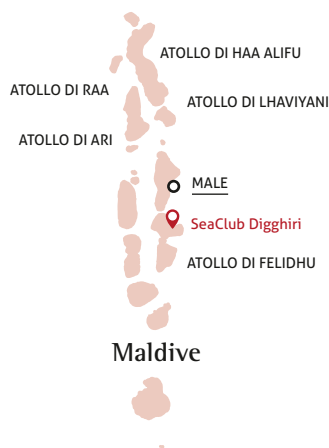 ATOLLO DI HAA ALIFU
ATOLLO DI RAA
ATOLLO DI LHAVIYANI
ATOLLO DI ARI
MALE
SeaClub Digghiri
ATOLLO DI FELIDHU
Maldive